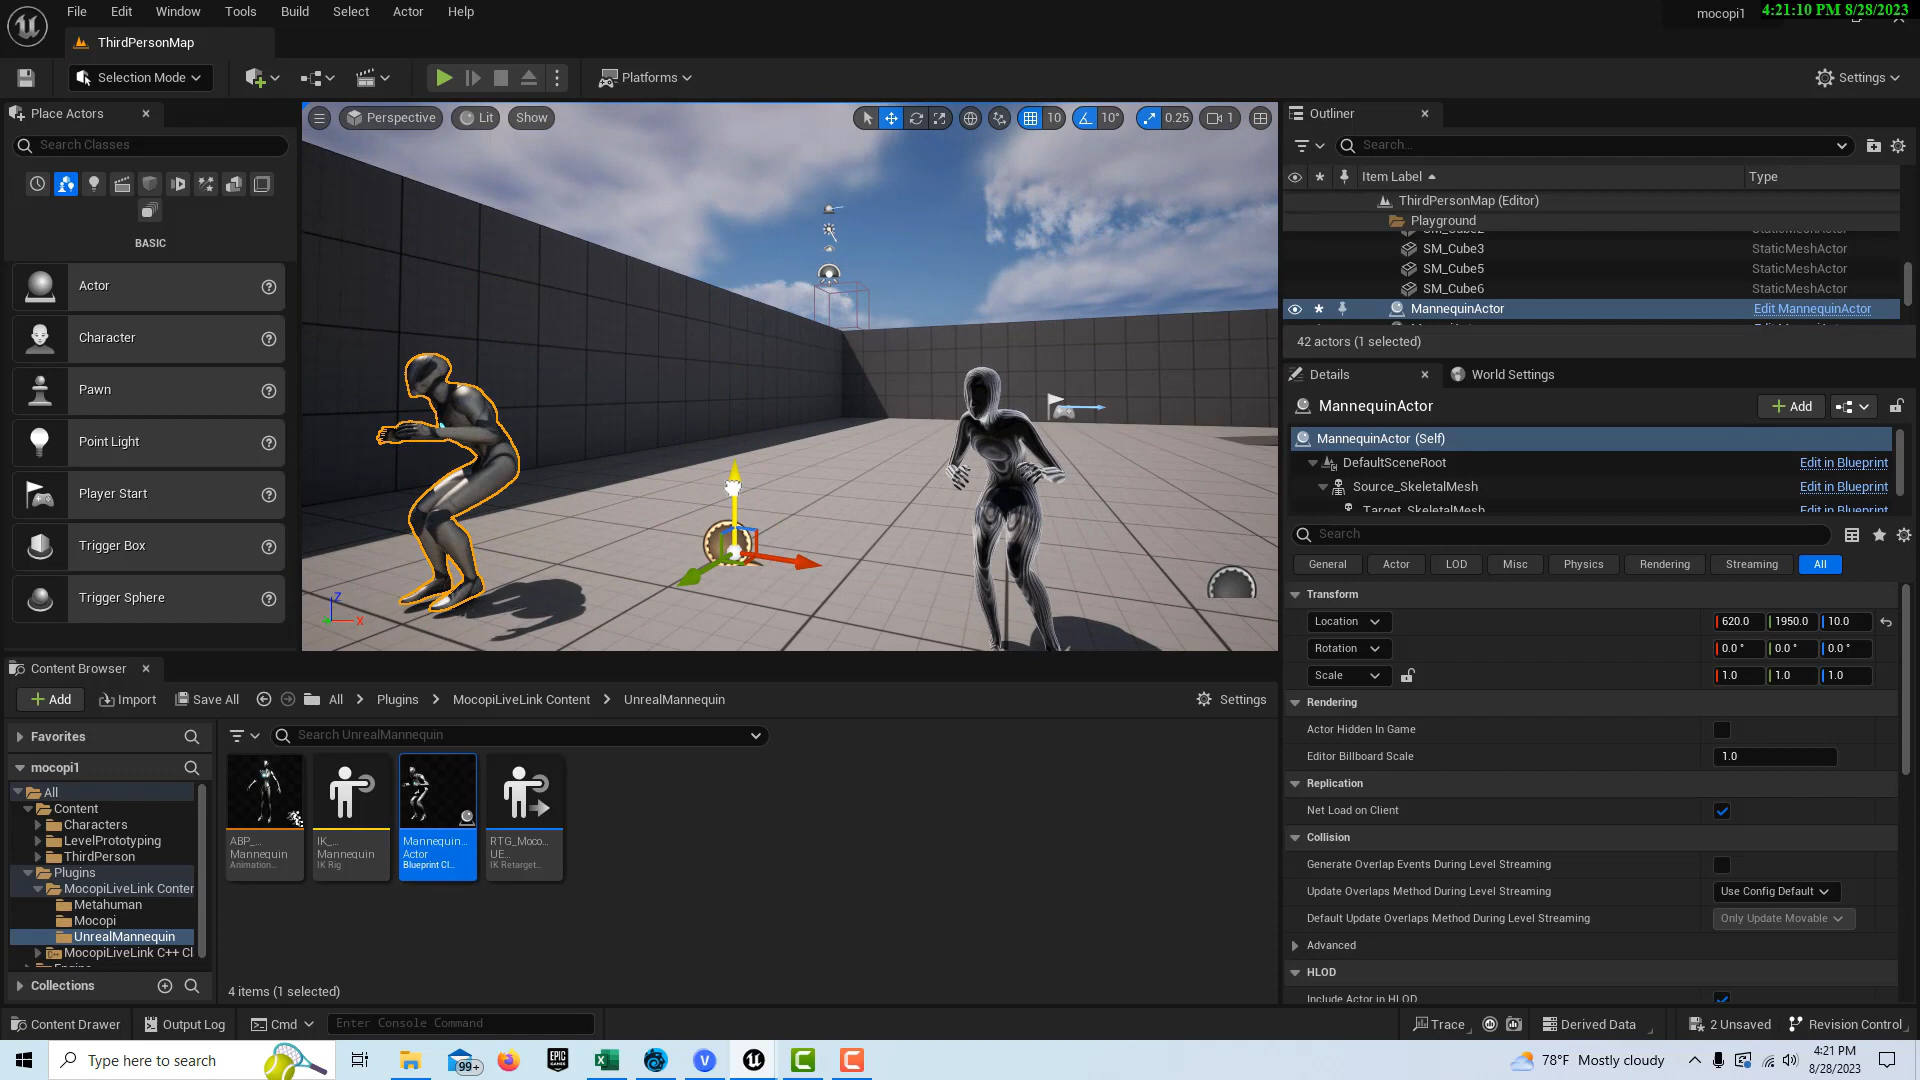 File Edit Window Tools Build Select Actor Help
mocopi1
4:21:10 PM 8/28/2023
ThirdPersonMap
Selection Mode
Platforms
Settings
Place Actors
Search Classes
BASIC
Actor
Character
Pawn
Point Light
Player Start
Trigger Box
Trigger Sphere
Perspective Lit Show
10 10° 0.25 1
Z
X
Outliner
Search...
Item Label Type
ThirdPersonMap (Editor)
Playground
SM_Cube2
SM_Cube3 StaticMeshActor
SM_Cube5 StaticMeshActor
SM_Cube6 StaticMeshActor
MannequinActor Edit MannequinActor
42 actors (1 selected)
Details World Settings
MannequinActor
Add
MannequinActor (Self)
DefaultSceneRoot Edit in Blueprint
Source_SkeletalMesh Edit in Blueprint
Target_SkeletalMesh Edit in Blueprint
Search
General Actor LOD Misc Physics Rendering Streaming All
Transform
Location 620.0 1950.0 10.0
Rotation 0.0 ° 0.0 ° 0.0 °
Scale 1.0 1.0 1.0
Rendering
Actor Hidden In Game
Editor Billboard Scale 1.0
Replication
Net Load on Client
Collision
Generate Overlap Events During Level Streaming
Update Overlaps Method During Level Streaming Use Config Default
Default Update Overlaps Method During Level Streaming Only Update Movable
Advanced
HLOD
Include Actor in HLOD
Content Browser
Add Import Save All All Plugins MocopiLiveLink Content UnrealMannequin Settings
Favorites
mocopi1
All
Content
Characters
LevelPrototyping
ThirdPerson
Plugins
MocopiLiveLink Conter
Metahuman
Mocopi
UnrealMannequin
MocopiLiveLink C++ Cl
Collections
Search UnrealMannequin
ABP_...
Mannequin
Animation...
IK_...
Mannequin
IK Rig
Mannequin...
Actor
Blueprint Cl...
RTG_Moco...
UE...
IK Retarget...
4 items (1 selected)
Content Drawer Output Log Cmd Enter Console Command
Trace Derived Data 2 Unsaved Revision Control
Type here to search
99+
EPIC
GAMES
78°F Mostly cloudy
4:21 PM
8/28/2023